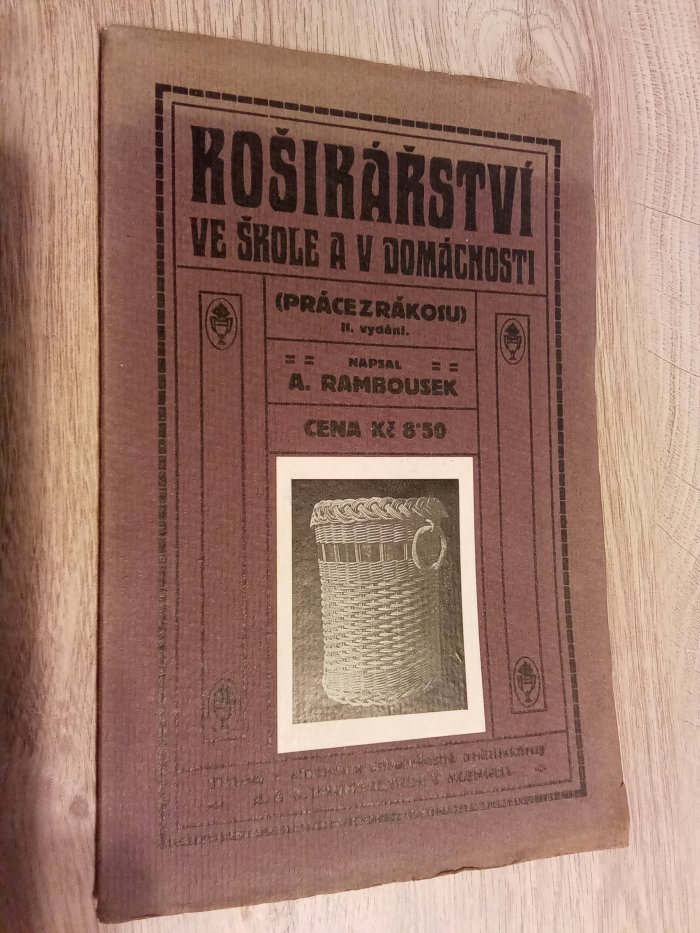 KOŠIKÁŘSTVÍ
VE ŠKOLE A V DOMÁCNOSTI
(PRÁCE Z RÁKOSU)
II. vydání.
NAPSAL
A. RAMBOUSEK
CENA Kč 8·50